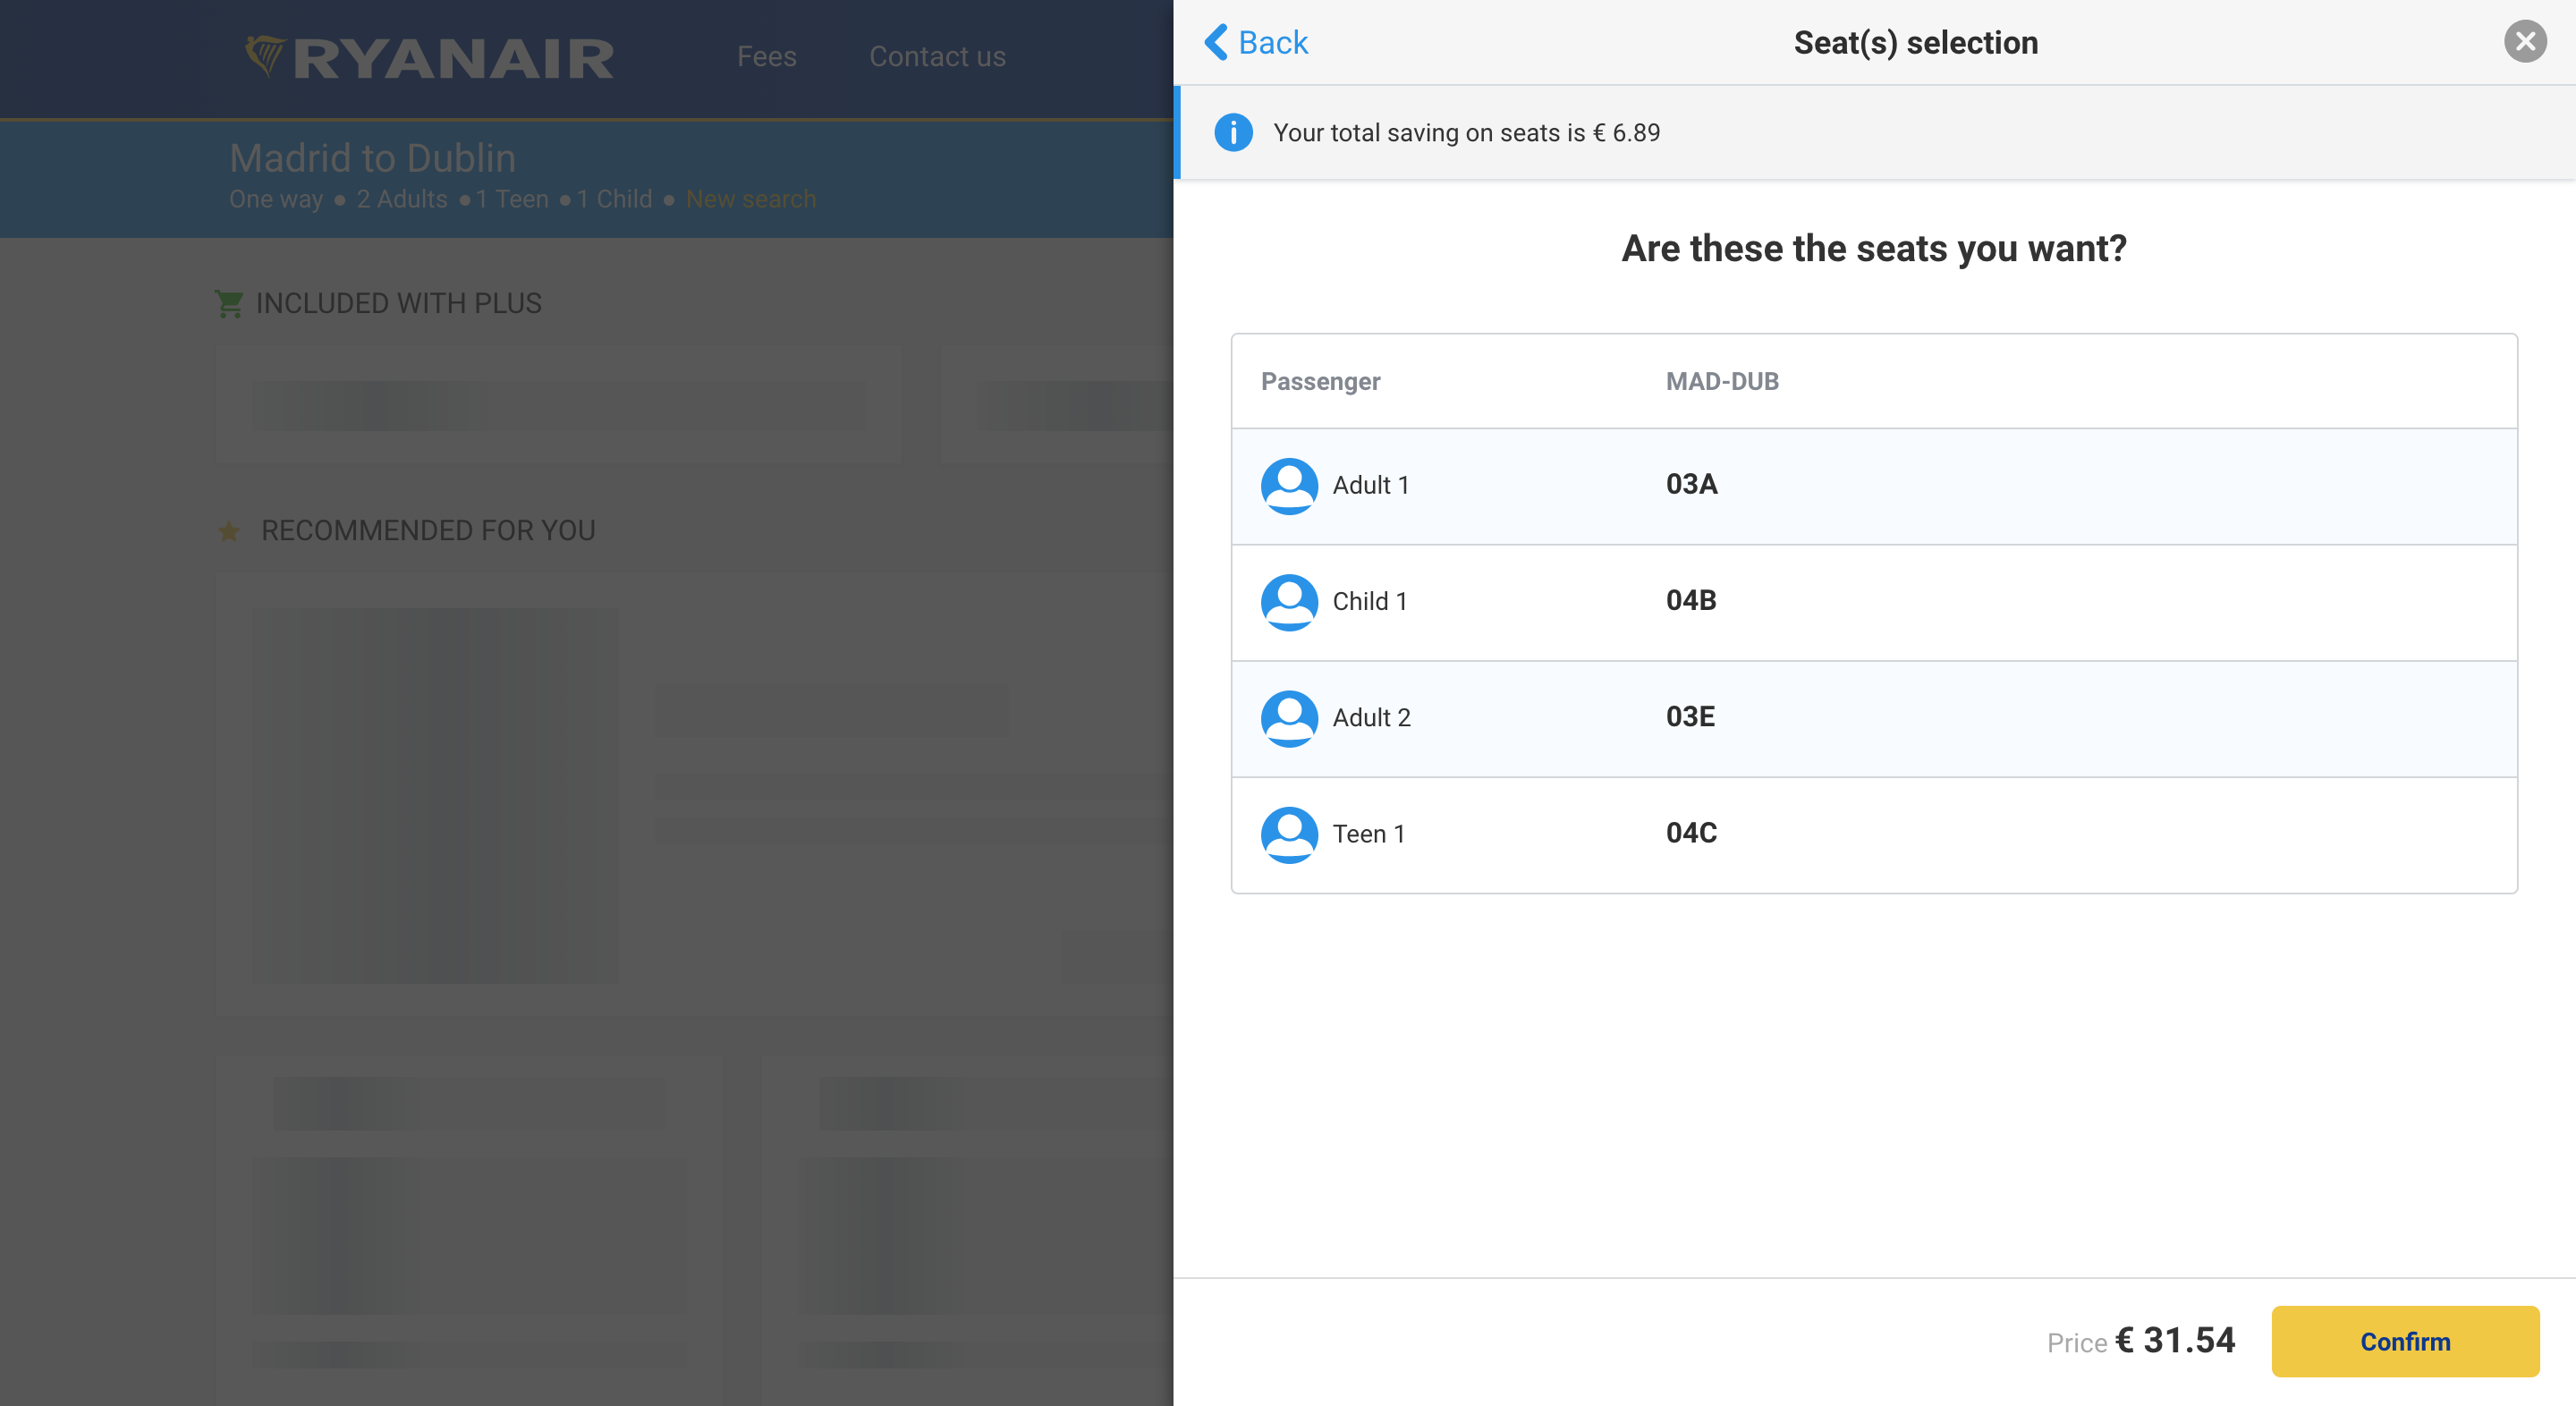 RYANAIR
Fees
Contact us
Madrid to Dublin
One way • 2 Adults • 1 Teen • 1 Child • New search
INCLUDED WITH PLUS
RECOMMENDED FOR YOU
Back
Seat(s) selection
Your total saving on seats is € 6.89
Are these the seats you want?
Passenger MAD-DUB
Adult 1 03A
Child 1 04B
Adult 2 03E
Teen 1 04C
Price € 31.54
Confirm